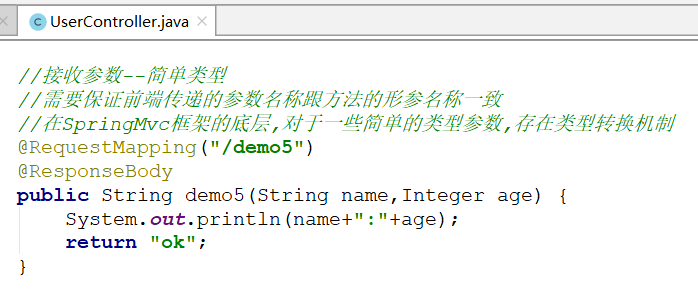 UserController.java
//接收参数--简单类型
//需要保证前端传递的参数名称跟方法的形参名称一致
//在SpringMvc框架的底层,对于一些简单的类型参数,存在类型转换机制
@RequestMapping("/demo5")
@ResponseBody
public String demo5(String name,Integer age) {
    System.out.println(name+":"+age);
    return "ok";
}